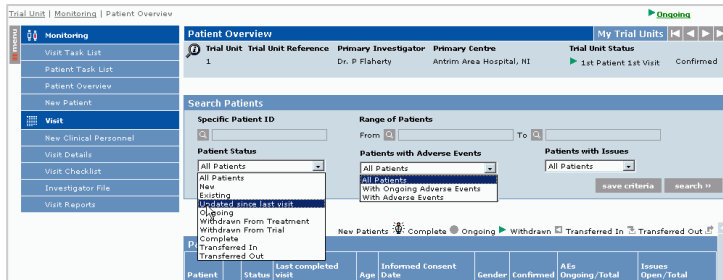 Trial Unit | Monitoring | Patient Overview
Ongoing
menu
Monitoring
Visit Task List
Patient Task List
Patient Overview
New Patient
Visit
New Clinical Personnel
Visit Details
Visit Checklist
Investigator File
Visit Reports
Patient Overview
My Trial Units
Trial Unit Trial Unit Reference Primary Investigator Primary Centre Trial Unit Status
1 Dr. P Flaherty Antrim Area Hospital, NI 1st Patient 1st Visit Confirmed
Search Patients
Specific Patient ID Range of Patients
From To
Patient Status Patients with Adverse Events Patients with Issues
All Patients All Patients All Patients
All Patients
New
Existing
Updated since last visit
Ongoing
Withdrawn From Treatment
Withdrawn From Trial
Complete
Transferred In
Transferred Out
All Patients
With Ongoing Adverse Events
With Adverse Events
save criteria search »
New Patients Complete Ongoing Withdrawn Transferred In Transferred Out
Patient Status Last completed visit Age Informed Consent Date Gender Confirmed AEs Ongoing/Total Issues Open/Total